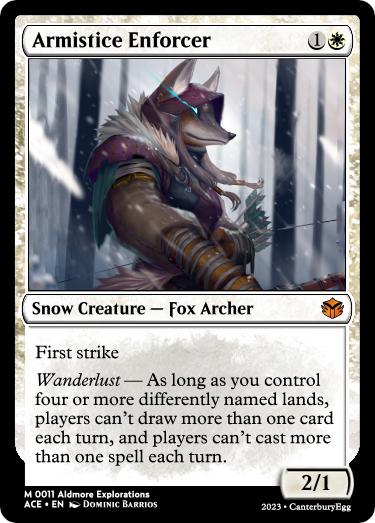 Armistice Enforcer 1
Snow Creature — Fox Archer
First strike
Wanderlust — As long as you control
four or more differently named lands,
players can't draw more than one card
each turn, and players can't cast more
than one spell each turn.
2/1
M 0011 Aldmore Explorations
ACE • EN Dominic Barrios
2023 • CanterburyEgg